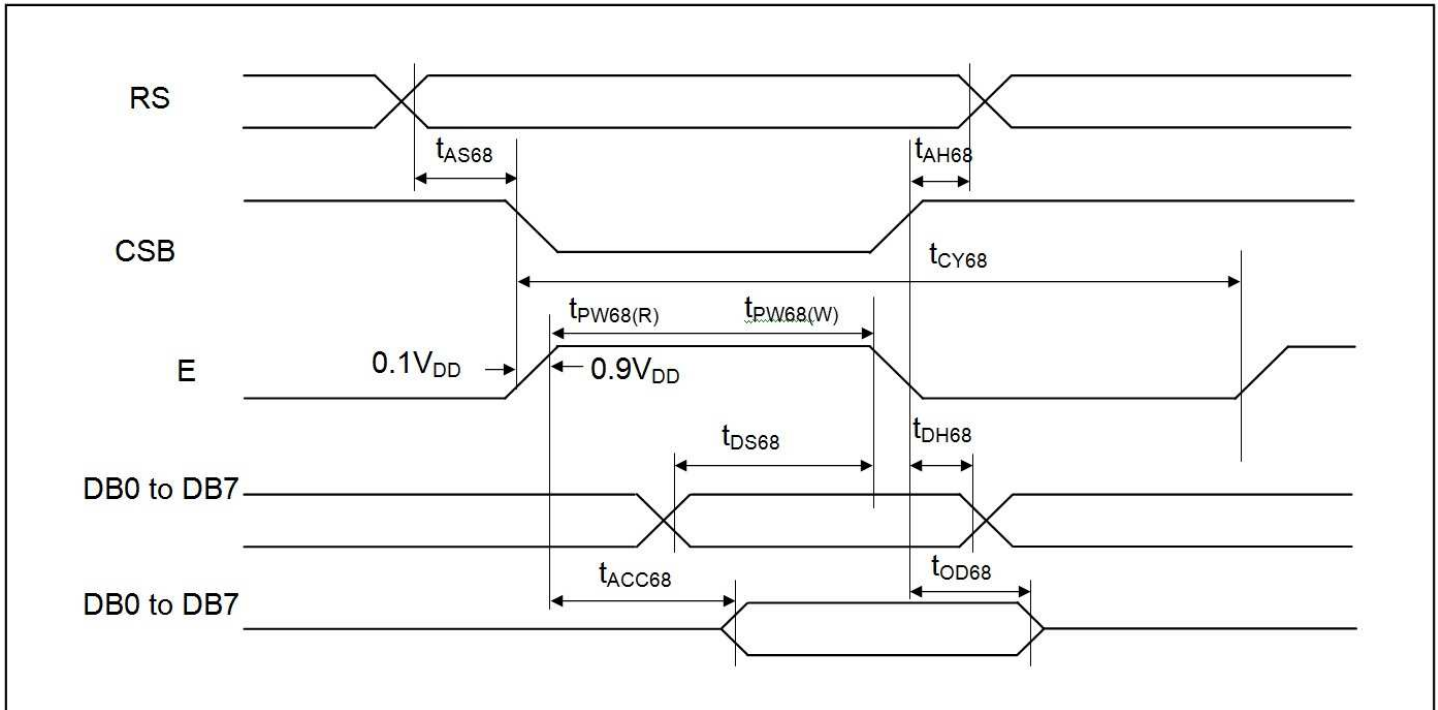 RS
tAS68
tAH68
CSB
tCY68
tPW68(R)
tPW68(W)
E
0.1VDD
0.9VDD
tDS68
tDH68
DB0 to DB7
tACC68
tOD68
DB0 to DB7